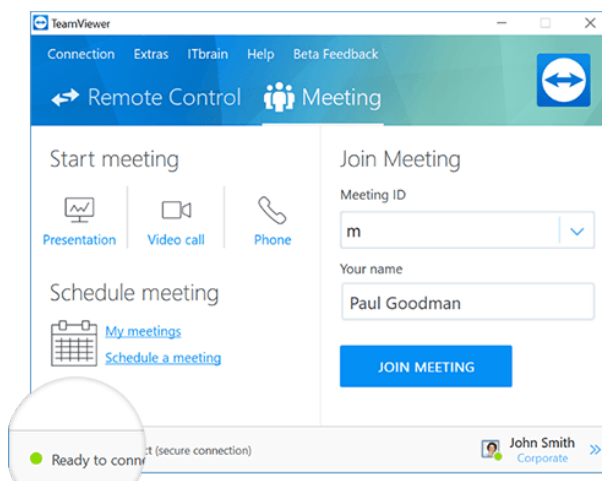 TeamViewer
Connection Extras ITbrain Help Beta Feedback
Remote Control Meeting
Start meeting
Presentation Video call Phone
Schedule meeting
My meetings
Schedule a meeting
Join Meeting
Meeting ID
m
Your name
Paul Goodman
JOIN MEETING
Ready to conn ct (secure connection)
John Smith
Corporate